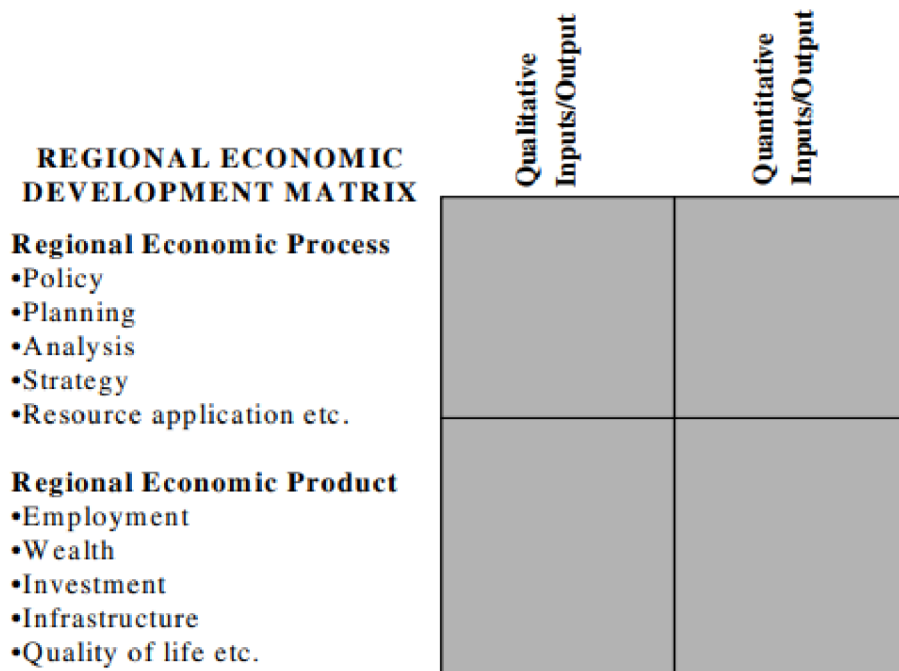 Qualitative
Inputs/Output
Quantitative
Inputs/Output
REGIONAL ECONOMIC
DEVELOPMENT MATRIX
Regional Economic Process
•Policy
•Planning
•Analysis
•Strategy
•Resource application etc.
Regional Economic Product
•Employment
•Wealth
•Investment
•Infrastructure
•Quality of life etc.